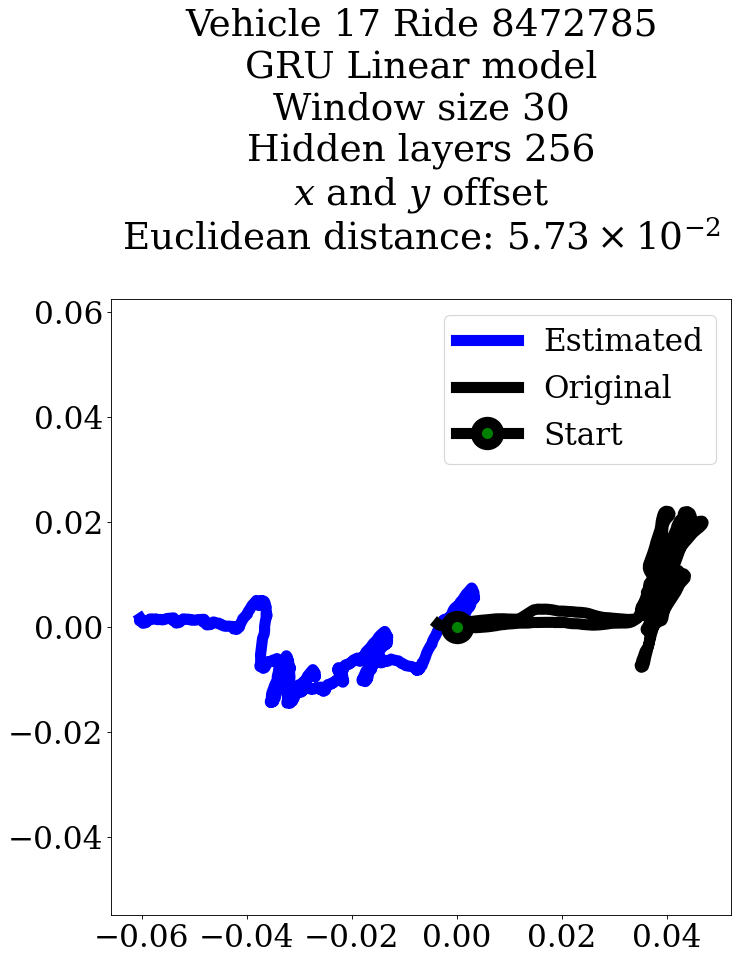 Vehicle 17 Ride 8472785
GRU Linear model
Window size 30
Hidden layers 256
x and y offset
Euclidean distance: 5.73 × 10⁻²
Estimated
Original
Start
0.06
0.04
0.02
0.00
−0.02
−0.04
−0.06 −0.04 −0.02 0.00 0.02 0.04